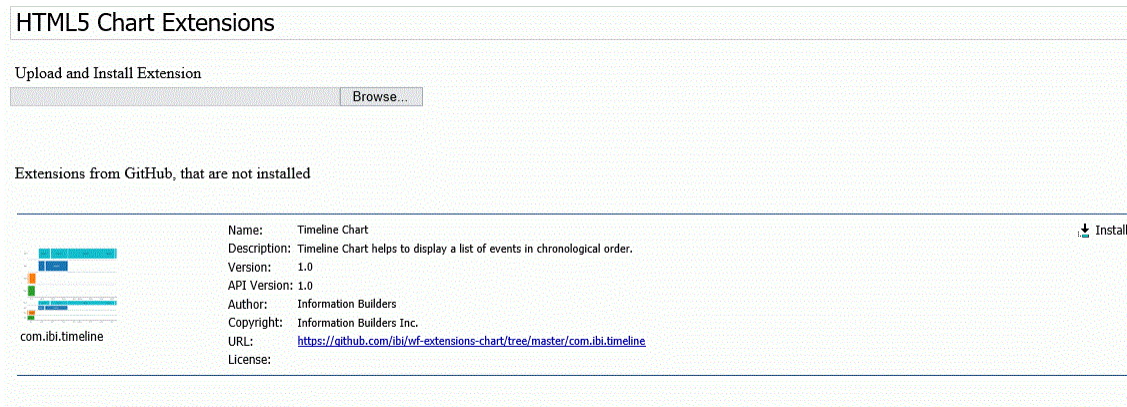 HTML5 Chart Extensions
Upload and Install Extension
Browse...
Extensions from GitHub, that are not installed
Name: Timeline Chart
Install
Description: Timeline Chart helps to display a list of events in chronological order.
Version: 1.0
API Version: 1.0
Author: Information Builders
Copyright: Information Builders Inc.
com.ibi.timeline
URL: https://github.com/ibi/wf-extensions-chart/tree/master/com.ibi.timeline
License: